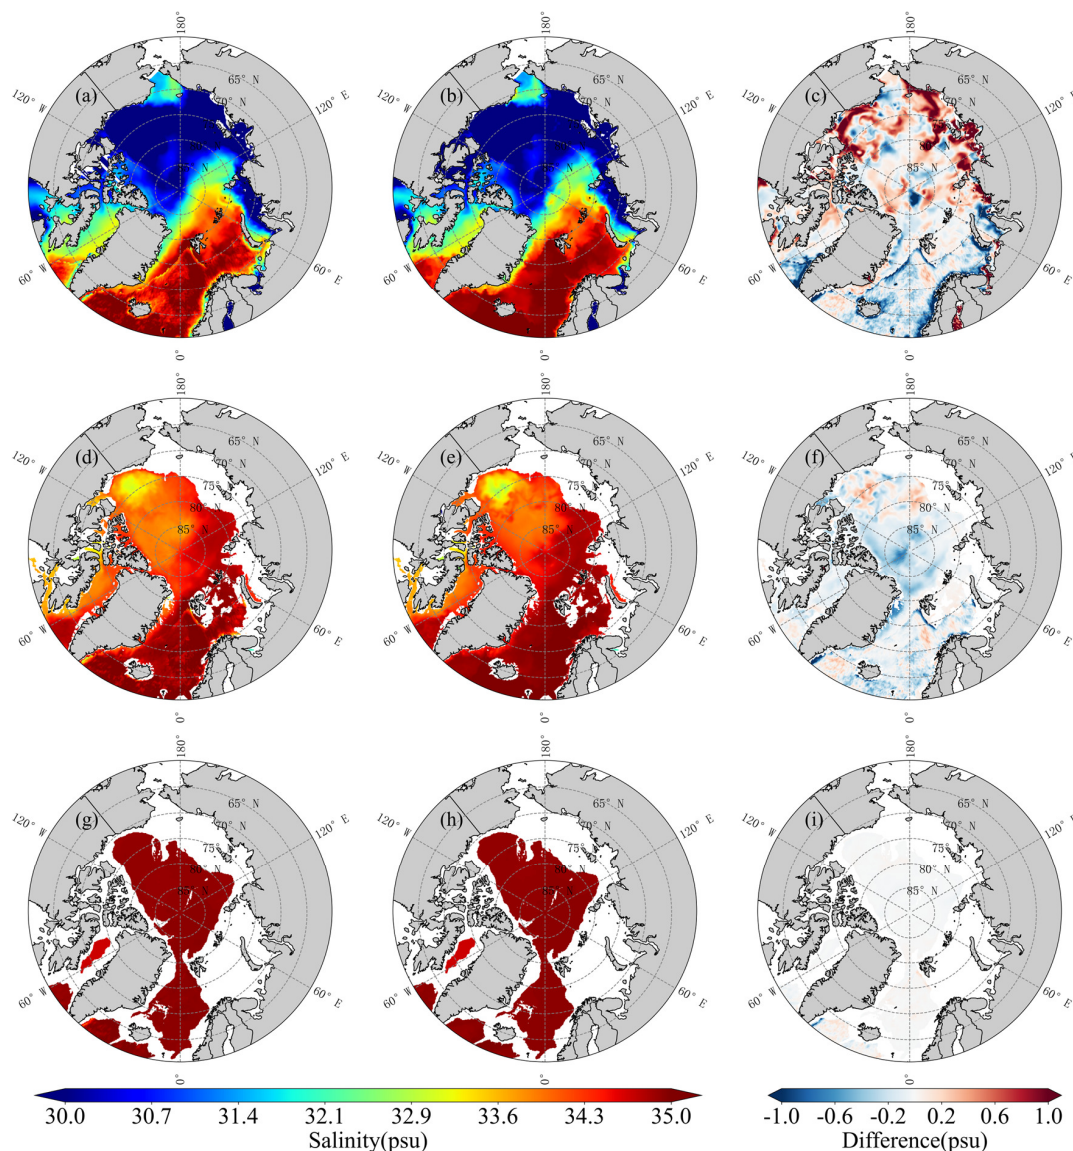 180° 180° 180°
(a) 65° N (b) 65° N (c) 65° N
120° W 70° N 120° E 120° W 70° N 120° E 120° W 70° N 120° E
85° N
60° W 60° E 60° W 60° E 60° W 60° E
0° 0° 0°
180° 180° 180°
(d) 65° N (e) 65° N (f) 65° N
120° W 70° N 120° E 120° W 70° N 120° E 120° W 70° N 120° E
75° N 75° N 75° N
80° N 80° N 80° N
85° N 85° N 85° N
60° W 60° E 60° W 60° E 60° W 60° E
0° 0° 0°
180° 180° 180°
(g) 65° N (h) 65° N (i) 65° N
120° W 70° N 120° E 120° W 70° N 120° E 120° W 70° N 120° E
75° N 75° N 75° N
80° N 80° N 80° N
85° N 85° N 85° N
60° W 60° E 60° W 60° E 60° W 60° E
0° 0° 0°
30.0 30.7 31.4 32.1 32.9 33.6 34.3 35.0 -1.0 -0.6 -0.2 0.2 0.6 1.0
Salinity(psu) Difference(psu)